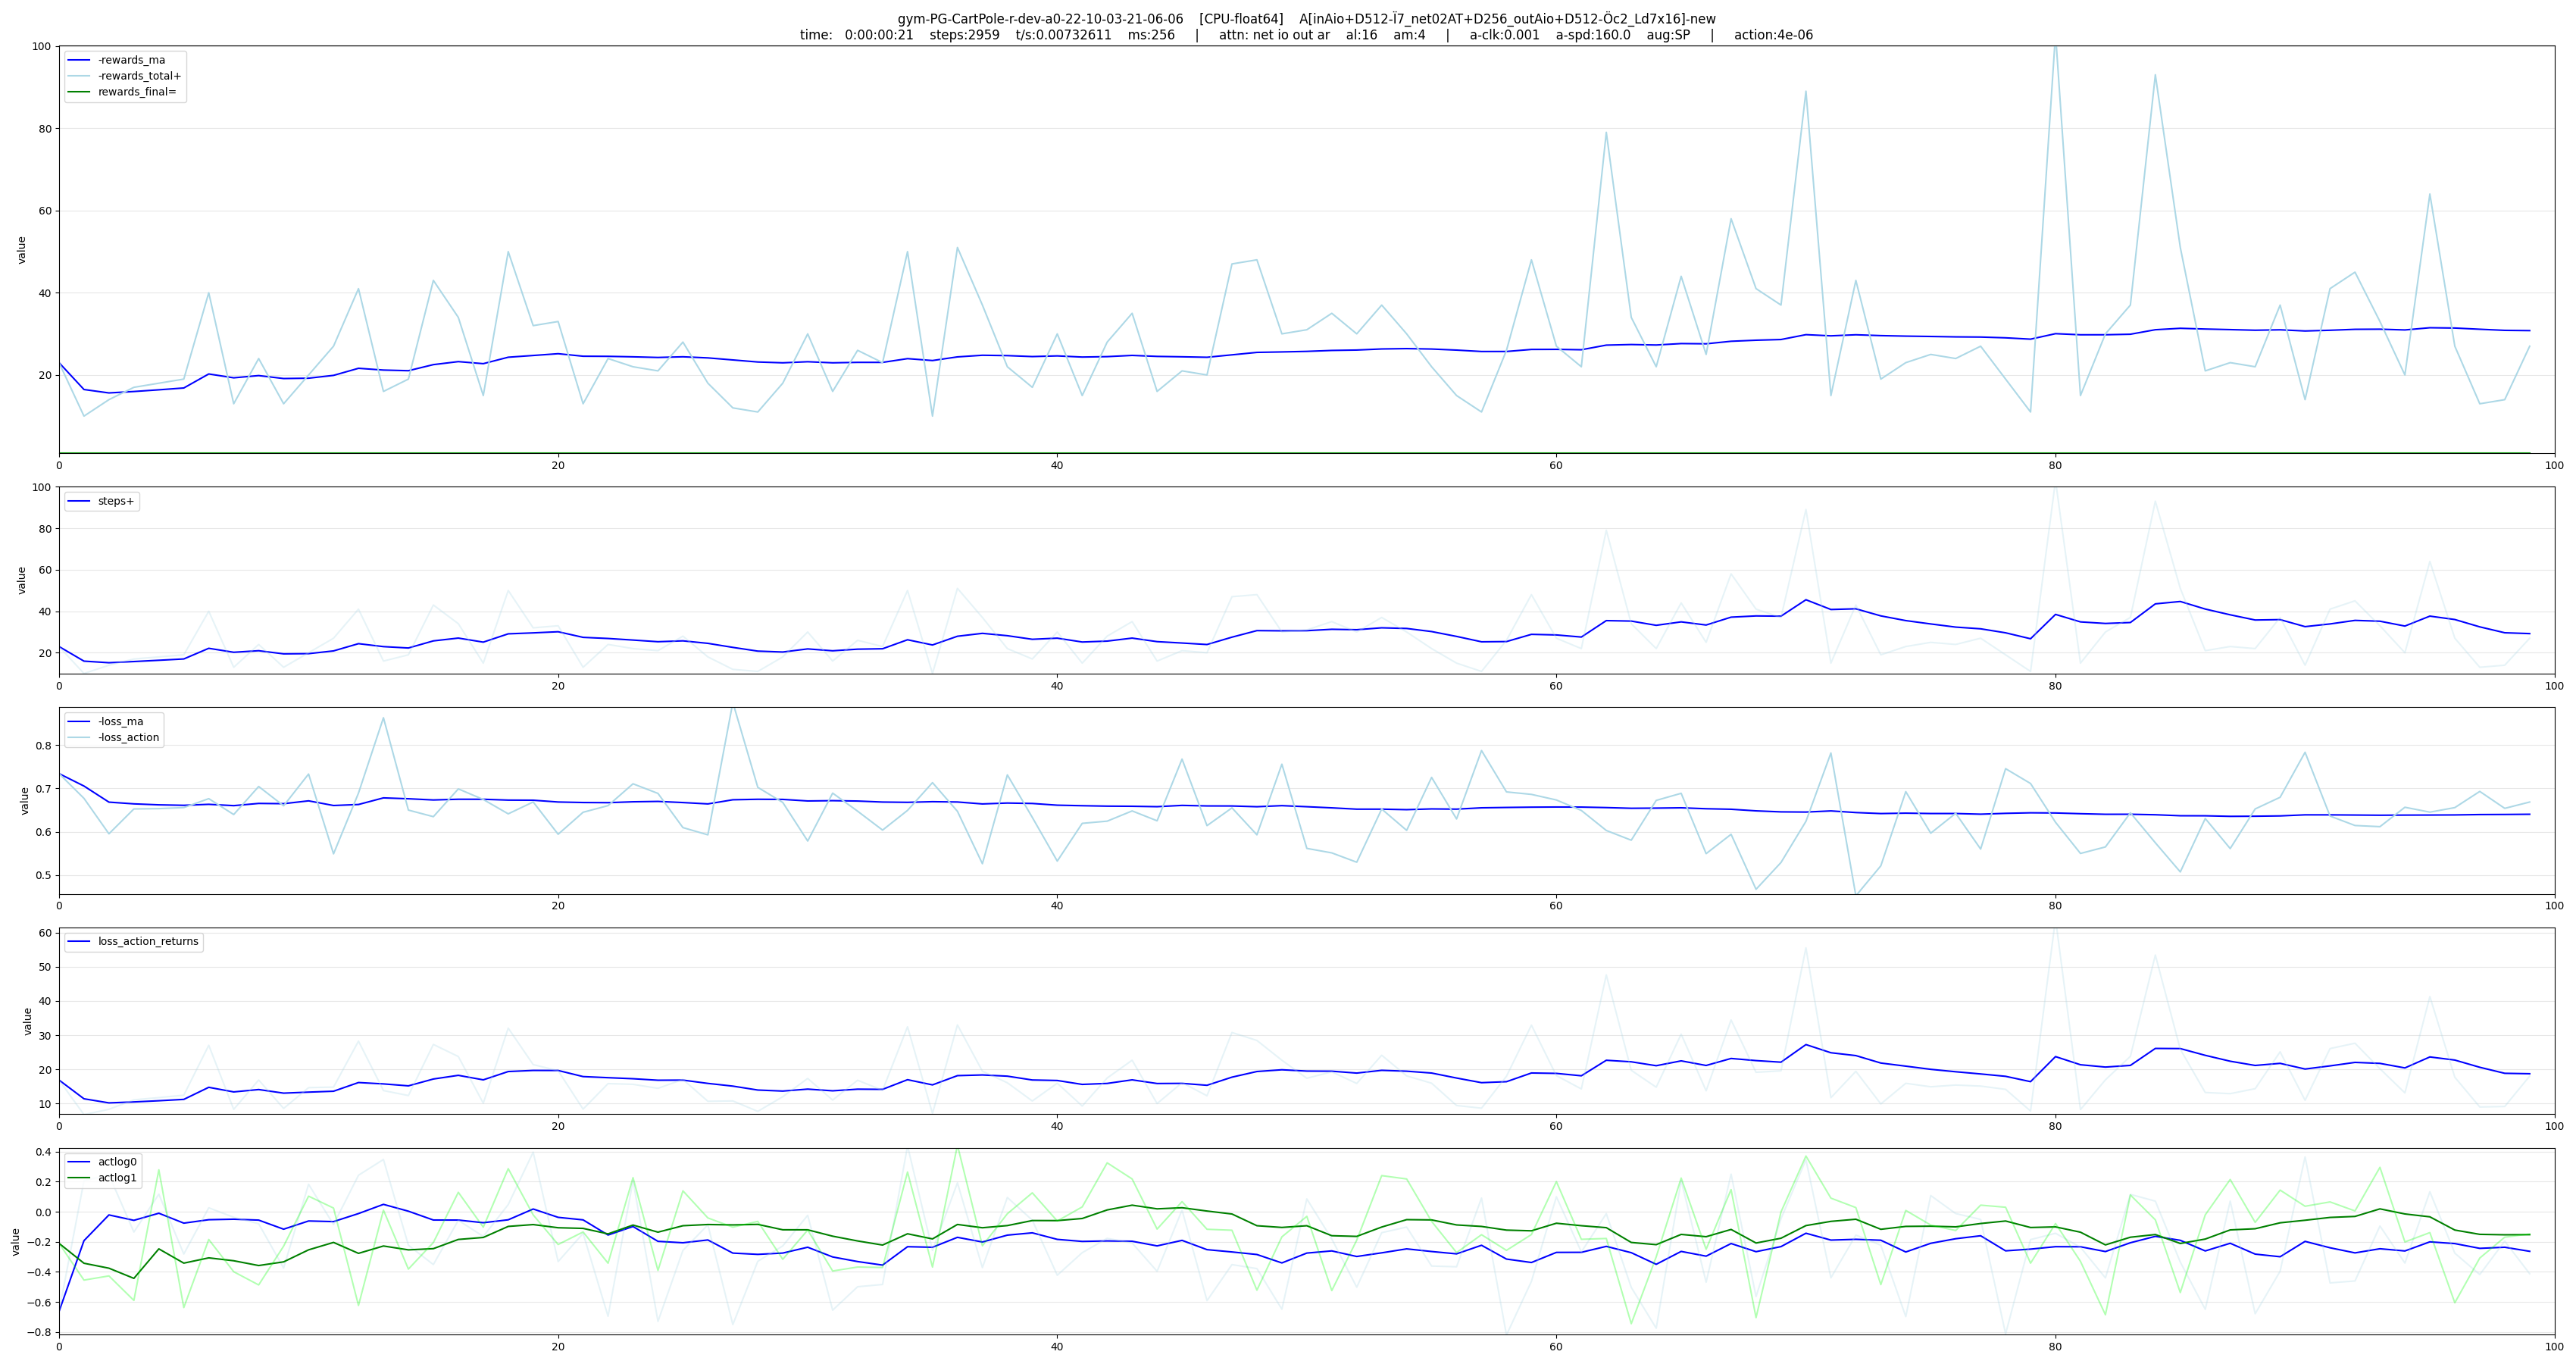 gym-PG-CartPole-r-dev-a0-22-10-03-21-06-06    [CPU-float64]    A[inAio+D512-Ï7_net02AT+D256_outAio+D512-Öc2_Ld7x16]-new
time:   0:00:00:21    steps:2959    t/s:0.00732611    ms:256    |    attn: net io out ar    al:16    am:4    |    a-clk:0.001    a-spd:160.0    aug:SP    |    action:4e-06
100
80
60
40
20
value
-rewards_ma
-rewards_total+
rewards_final=
0 20 40 60 80 100
100
80
60
40
20
value
steps+
0 20 40 60 80 100
0.8
0.7
0.6
0.5
value
-loss_ma
-loss_action
0 20 40 60 80 100
60
50
40
30
20
10
value
loss_action_returns
0 20 40 60 80 100
0.4
0.2
0.0
−0.2
−0.4
−0.6
−0.8
value
actlog0
actlog1
0 20 40 60 80 100